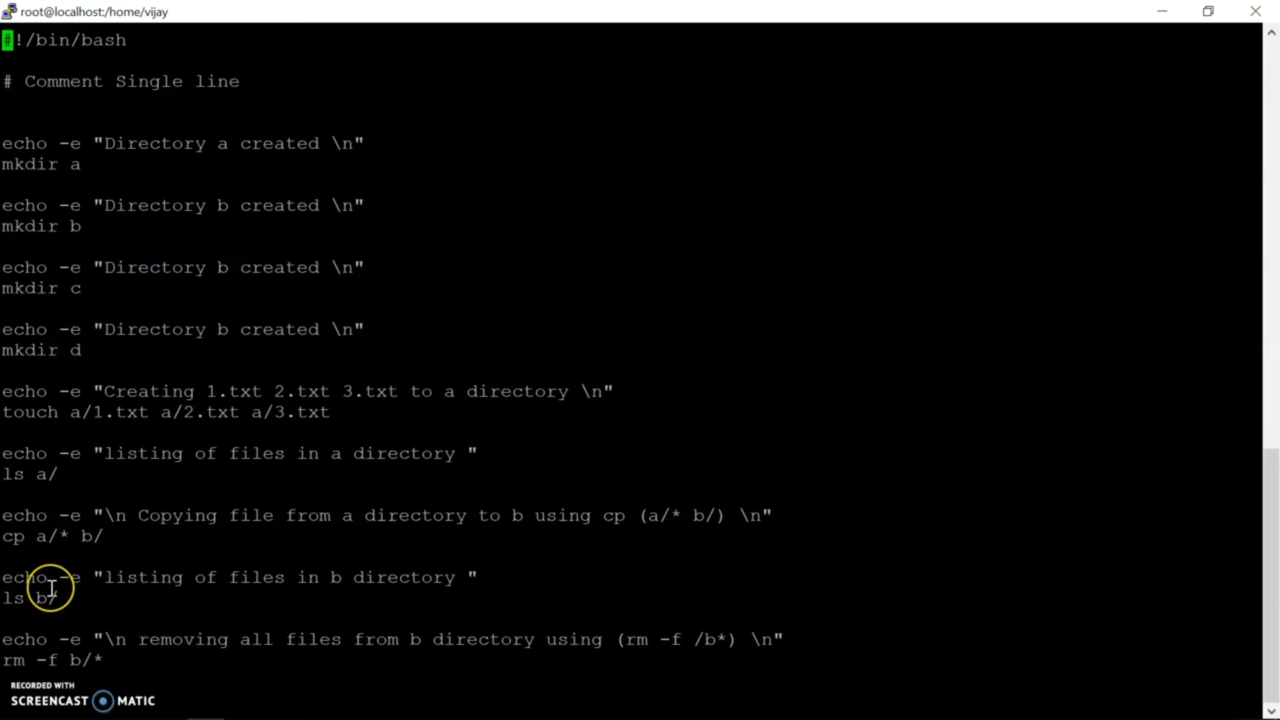 root@localhost:/home/vijay
#!/bin/bash
# Comment Single line
echo -e "Directory a created \n"
mkdir a
echo -e "Directory b created \n"
mkdir b
echo -e "Directory b created \n"
mkdir c
echo -e "Directory b created \n"
mkdir d
echo -e "Creating 1.txt 2.txt 3.txt to a directory \n"
touch a/1.txt a/2.txt a/3.txt
echo -e "listing of files in a directory "
ls a/
echo -e "\n Copying file from a directory to b using cp (a/* b/) \n"
cp a/* b/
echo -e "listing of files in b directory "
ls b/
echo -e "\n removing all files from b directory using (rm -f /b*) \n"
rm -f b/*
RECORDED WITH
SCREENCAST MATIC